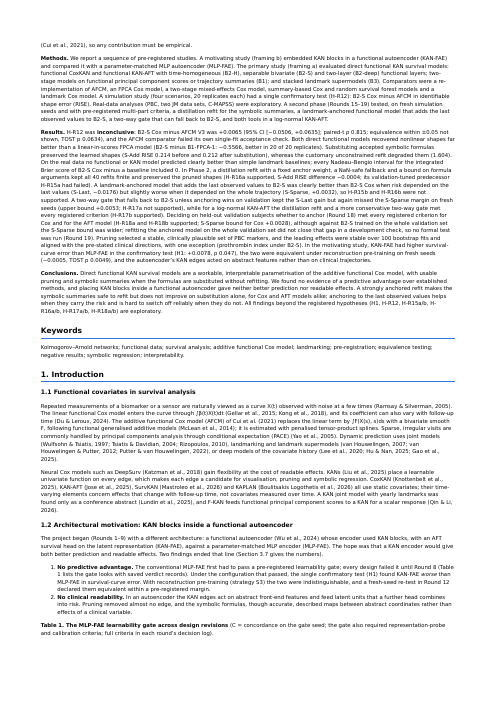 (Cui et al., 2021), so any contribution must be empirical.
Methods. We report a sequence of pre-registered studies. A motivating study (framing b) embedded KAN blocks in a functional autoencoder (KAN-FAE)
and compared it with a parameter-matched MLP autoencoder (MLP-FAE). The primary study (framing a) evaluated direct functional KAN survival models:
functional CoxKAN and functional KAN-AFT with time-homogeneous (B2-H), separable bivariate (B2-S) and two-layer (B2-deep) functional layers; two-
stage models on functional principal component scores or trajectory summaries (B1); and stacked landmark supermodels (B3). Comparators were a re-
implementation of AFCM, an FPCA Cox model, a two-stage mixed-effects Cox model, summary-based Cox and random survival forests and a
landmark Cox model. A simulation study (four scenarios, 20 replicates each) had a single confirmatory test (H-R12): B2-S Cox minus AFCM in identifiable
shape error (RISE). Real-data analyses (PBC, two JM data sets, C-MAPSS) were exploratory. A second phase (Rounds 15–19) tested, on fresh simulation
seeds and with pre-registered multi-part criteria, a distillation refit for the symbolic summaries, a landmark-anchored functional model that adds the last
observed values to B2-S, a two-way gate that can fall back to B2-S, and both tools in a log-normal KAN-AFT.
Results. H-R12 was inconclusive: B2-S Cox minus AFCM V3 was +0.0065 (95% CI [−0.0506, +0.0635]; paired-t p 0.815; equivalence within ±0.05 not
shown, TOST p 0.0634), and the AFCM comparator failed its own single-fit acceptance check. Both direct functional models recovered nonlinear shapes far
better than a linear-in-scores FPCA model (B2-S minus B1-FPCA-1: −0.5566, better in 20 of 20 replicates). Substituting accepted symbolic formulas
preserved the learned shapes (S-Add RISE 0.214 before and 0.212 after substitution), whereas the customary unconstrained refit degraded them (1.604).
On the real data no functional or KAN model predicted clearly better than simple landmark baselines; every Nadeau-Bengio interval for the integrated
Brier score of B2-S Cox minus a baseline included 0. In Phase 2, a distillation refit with a fixed anchor weight, a Null-safe fallback and a bound on formula
arguments kept all 40 refits finite and preserved the pruned shapes (H-R16a supported; S-Add RISE difference −0.0004; its validation-tuned predecessor
H-R15a had failed). A landmark-anchored model that adds the last observed values to B2-S was clearly better than B2-S Cox when risk depended on the
last values (S-Last, −0.0176) but slightly worse when it depended on the whole trajectory (S-Sparse, +0.0032), so H-R15b and H-R16b were not
supported. A two-way gate that falls back to B2-S unless anchoring wins on validation kept the S-Last gain but again missed the S-Sparse margin on fresh
seeds (upper bound +0.0053; H-R17a not supported), while for a log-normal KAN-AFT the distillation refit and a more conservative two-way gate met
every registered criterion (H-R17b supported). Deciding on held-out validation subjects whether to anchor (Round 18) met every registered criterion for
Cox and for the AFT model (H-R18a and H-R18b supported; S-Sparse bound for Cox +0.0028), although against B2-S trained on the whole validation set
the S-Sparse bound was wider; refitting the anchored model on the whole validation set did not close that gap in a development check, so no formal test
was run (Round 19). Pruning selected a stable, clinically plausible set of PBC markers, and the leading effects were stable over 100 bootstrap fits and
aligned with the pre-stated clinical directions, with one exception (prothrombin index under B2-S). In the motivating study, KAN-FAE had higher survival-
curve error than MLP-FAE in the confirmatory test (H1: +0.0078, p 0.047), the two were equivalent under reconstruction pre-training on fresh seeds
(−0.0005, TOST p 0.0049), and the autoencoder's KAN edges acted on abstract features rather than on clinical trajectories.
Conclusions. Direct functional KAN survival models are a workable, interpretable parametrisation of the additive functional Cox model, with usable
pruning and symbolic summaries when the formulas are substituted without refitting. We found no evidence of a predictive advantage over established
methods, and placing KAN blocks inside a functional autoencoder gave neither better prediction nor readable effects. A strongly anchored refit makes the
symbolic summaries safe to refit but does not improve on substitution alone, for Cox and AFT models alike; anchoring to the last observed values helps
when they carry the risk and is hard to switch off reliably when they do not. All findings beyond the registered hypotheses (H1, H-R12, H-R15a/b, H-
R16a/b, H-R17a/b, H-R18a/b) are exploratory.
Keywords
Kolmogorov–Arnold networks; functional data; survival analysis; additive functional Cox model; landmarking; pre-registration; equivalence testing;
negative results; symbolic regression; interpretability.
1. Introduction
1.1 Functional covariates in survival analysis
Repeated measurements of a biomarker or a sensor are naturally viewed as a curve X(t) observed with noise at a few times (Ramsay & Silverman, 2005).
The linear functional Cox model enters the curve through ∫β(t)X(t)dt (Gellar et al., 2015; Kong et al., 2018), and its coefficient can also vary with follow-up
time (Du & Leroux, 2024). The additive functional Cox model (AFCM) of Cui et al. (2021) replaces the linear term by ∫F(X(s), s)ds with a bivariate smooth
F, following functional generalised additive models (McLean et al., 2014); it is estimated with penalised tensor-product splines. Sparse, irregular visits are
commonly handled by principal components analysis through conditional expectation (PACE) (Yao et al., 2005). Dynamic prediction uses joint models
(Wulfsohn & Tsiatis, 1997; Tsiatis & Davidian, 2004; Rizopoulos, 2010), landmarking and landmark supermodels (van Houwelingen, 2007; van
Houwelingen & Putter, 2012; Putter & van Houwelingen, 2022), or deep models of the covariate history (Lee et al., 2020; Hu & Nan, 2025; Gao et al.,
2025).
Neural Cox models such as DeepSurv (Katzman et al., 2018) gain flexibility at the cost of readable effects. KANs (Liu et al., 2025) place a learnable
univariate function on every edge, which makes each edge a candidate for visualisation, pruning and symbolic regression. CoxKAN (Knottenbelt et al.,
2025), KAN-AFT (Jose et al., 2025), SurvKAN (Mastroleo et al., 2026) and KAPLAN (Boutsakis Logothetis et al., 2026) all use static covariates; their time-
varying elements concern effects that change with follow-up time, not covariates measured over time. A KAN joint model with yearly landmarks was
found only as a conference abstract (Lundin et al., 2025), and F-KAN feeds functional principal component scores to a KAN for a scalar response (Qin & Li,
2026).
1.2 Architectural motivation: KAN blocks inside a functional autoencoder
The project began (Rounds 1–9) with a different architecture: a functional autoencoder (Wu et al., 2024) whose encoder used KAN blocks, with an AFT
survival head on the latent representation (KAN-FAE), against a parameter-matched MLP encoder (MLP-FAE). The hope was that a KAN encoder would give
both better prediction and readable effects. Two findings ended that line (Section 3.7 gives the numbers).
1. No predictive advantage. The conventional MLP-FAE first had to pass a pre-registered learnability gate; every design failed it until Round 8 (Table
1 lists the gate looks with saved verdict records). Under the configuration that passed, the single confirmatory test (H1) found KAN-FAE worse than
MLP-FAE in survival-curve error. With reconstruction pre-training (strategy S3) the two were indistinguishable, and a fresh-seed re-test in Round 12
declared them equivalent within a pre-registered margin.
2. No clinical readability. In an autoencoder the KAN edges act on abstract front-end features and feed latent units that a further head combines
into risk. Pruning removed almost no edge, and the symbolic formulas, though accurate, described maps between abstract coordinates rather than
effects of a clinical variable.
Table 1. The MLP-FAE learnability gate across design revisions (C = concordance on the gate seed; the gate also required representation-probe
and calibration criteria; full criteria in each round's decision log).